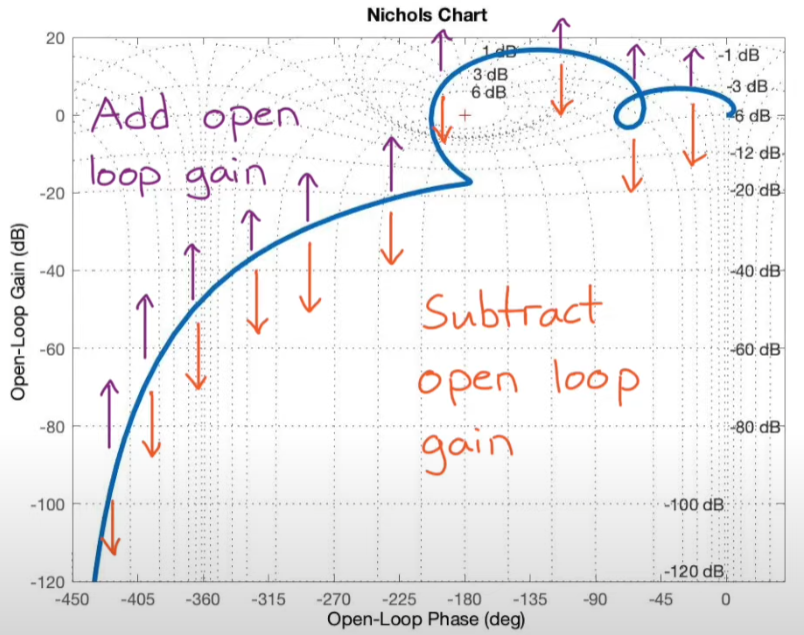 Nichols Chart
20
0
-20
-40
-60
-80
-100
-120
Open-Loop Gain (dB)
1 dB
3 dB
6 dB
-1 dB
-3 dB
-6 dB
-12 dB
-20 dB
-40 dB
-60 dB
-80 dB
-100 dB
-120 dB
Add open
loop gain
Subtract
open loop
gain
-450 -405 -360 -315 -270 -225 -180 -135 -90 -45 0
Open-Loop Phase (deg)